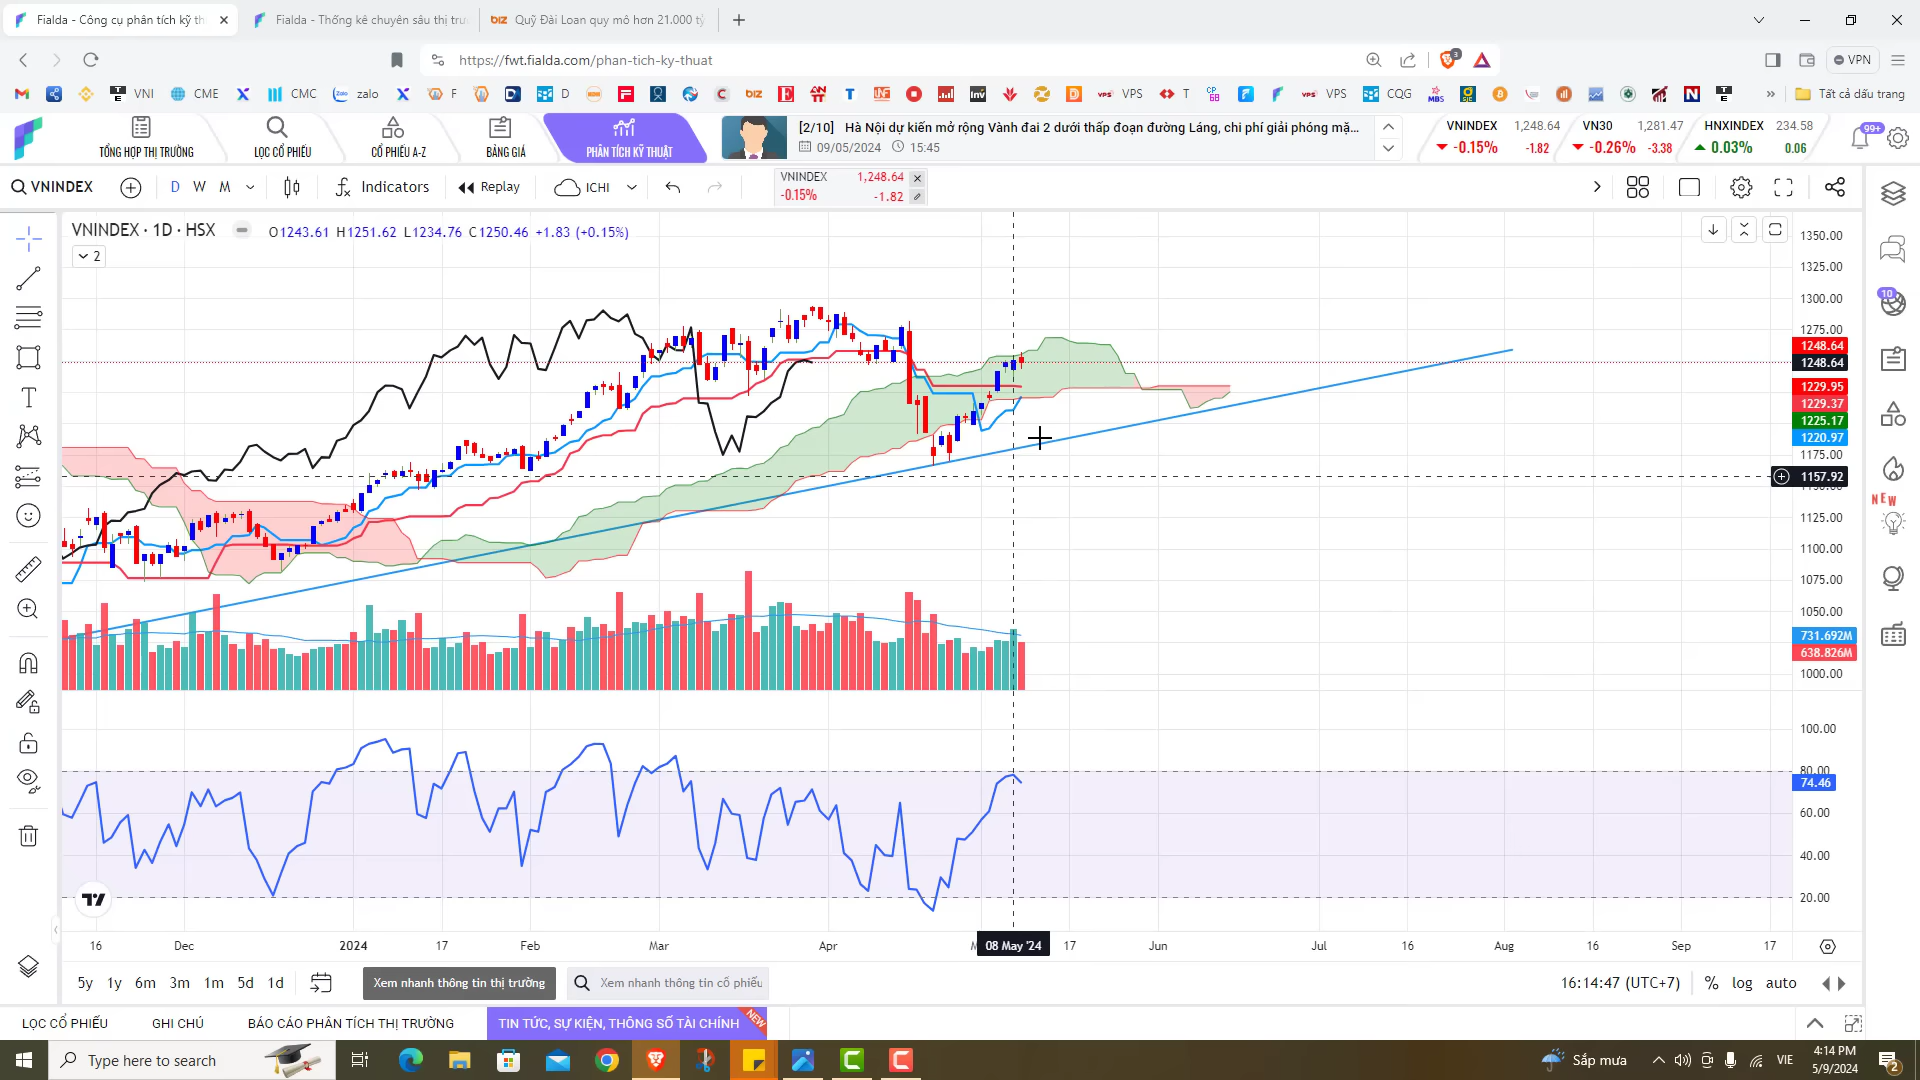 Fialda - Công cụ phân tích kỹ th
Fialda - Thống kê chuyên sâu thị trư
BIZ Quỹ Đài Loan quy mô hơn 21.000 tỷ
https://fwt.fialda.com/phan-tich-ky-thuat
3
VPN
VNI
CME
CMC
zalo
F
D
VPS
T
VPS
CQG
Tất cả dấu trang
TỔNG HỢP THỊ TRƯỜNG
LỌC CỔ PHIẾU
CỔ PHIẾU A-Z
BẢNG GIÁ
PHÂN TÍCH KỸ THUẬT
[2/10] Hà Nội dự kiến mở rộng Vành đai 2 dưới thấp đoạn đường Láng, chi phí giải phóng mặ...
09/05/2024 15:45
VNINDEX 1,248.64
-0.15% -1.82
VN30 1,281.47
-0.26% -3.38
HNXINDEX 234.58
0.03% 0.06
99+
VNINDEX
D W M
Indicators
Replay
ICHI
VNINDEX 1,248.64
-0.15% -1.82
VNINDEX · 1D · HSX
O1243.61 H1251.62 L1234.76 C1250.46 +1.83 (+0.15%)
2
1350.00
1325.00
1300.00
1275.00
1248.64
1248.64
1229.95
1229.37
1225.17
1220.97
1175.00
1157.92
1125.00
1100.00
1075.00
1050.00
731.692M
638.826M
1000.00
100.00
80.00
74.46
60.00
40.00
20.00
10
NEW
16 Dec 2024 17 Feb Mar Apr 08 May '24 17 Jun Jul 16 Aug 16 Sep 17
5y 1y 6m 3m 1m 5d 1d
Xem nhanh thông tin thị trường
Xem nhanh thông tin cổ phiếu
16:14:47 (UTC+7)
% log auto
LỌC CỔ PHIẾU
GHI CHÚ
BÁO CÁO PHÂN TÍCH THỊ TRƯỜNG
TIN TỨC, SỰ KIỆN, THÔNG SỐ TÀI CHÍNH
NEW
Type here to search
Sắp mưa
VIE
4:14 PM
5/9/2024
2